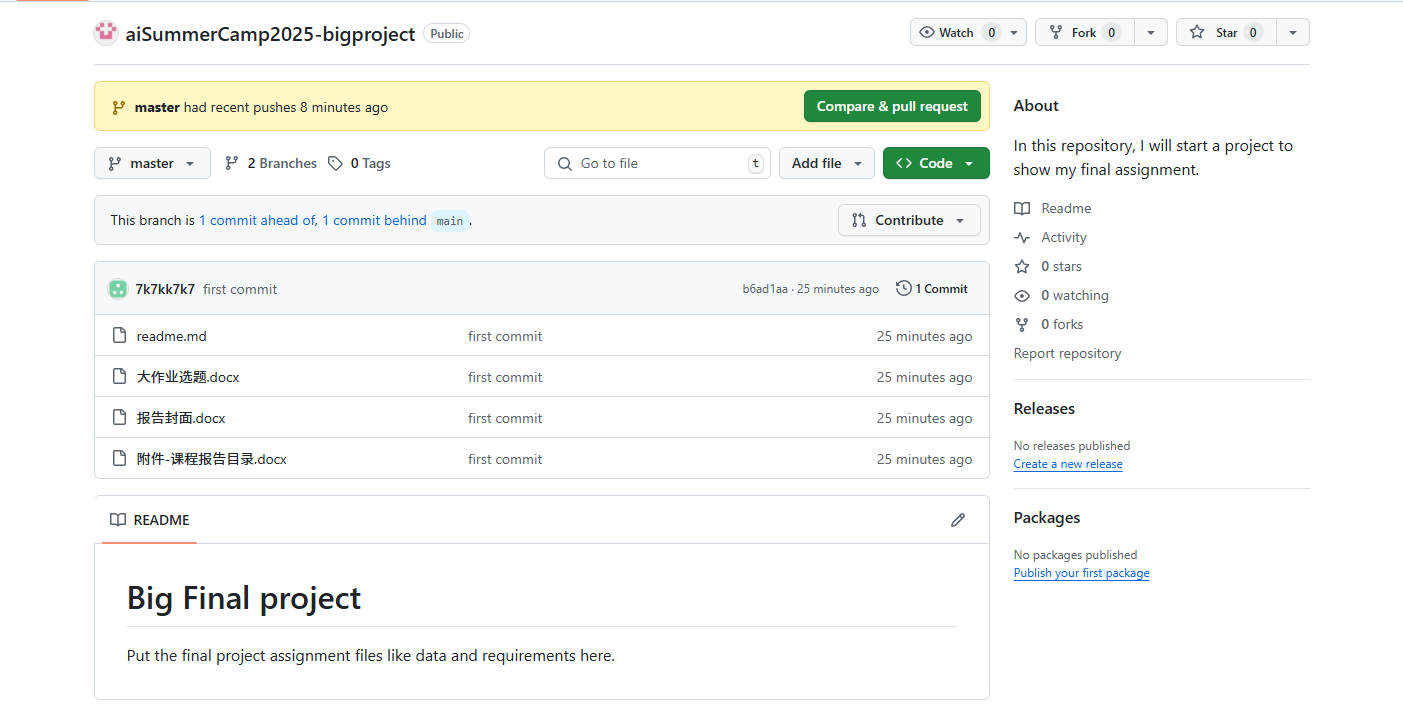 aiSummerCamp2025-bigproject Public Watch 0 Fork 0 Star 0
master had recent pushes 8 minutes ago Compare & pull request
master 2 Branches 0 Tags Go to file t Add file Code
This branch is 1 commit ahead of, 1 commit behind main. Contribute
7k7kk7k7 first commit b6ad1aa · 25 minutes ago 1 Commit
readme.md first commit 25 minutes ago
大作业选题.docx first commit 25 minutes ago
报告封面.docx first commit 25 minutes ago
附件-课程报告目录.docx first commit 25 minutes ago
README
Big Final project
Put the final project assignment files like data and requirements here.
About
In this repository, I will start a project to
show my final assignment.
Readme
Activity
0 stars
0 watching
0 forks
Report repository
Releases
No releases published
Create a new release
Packages
No packages published
Publish your first package